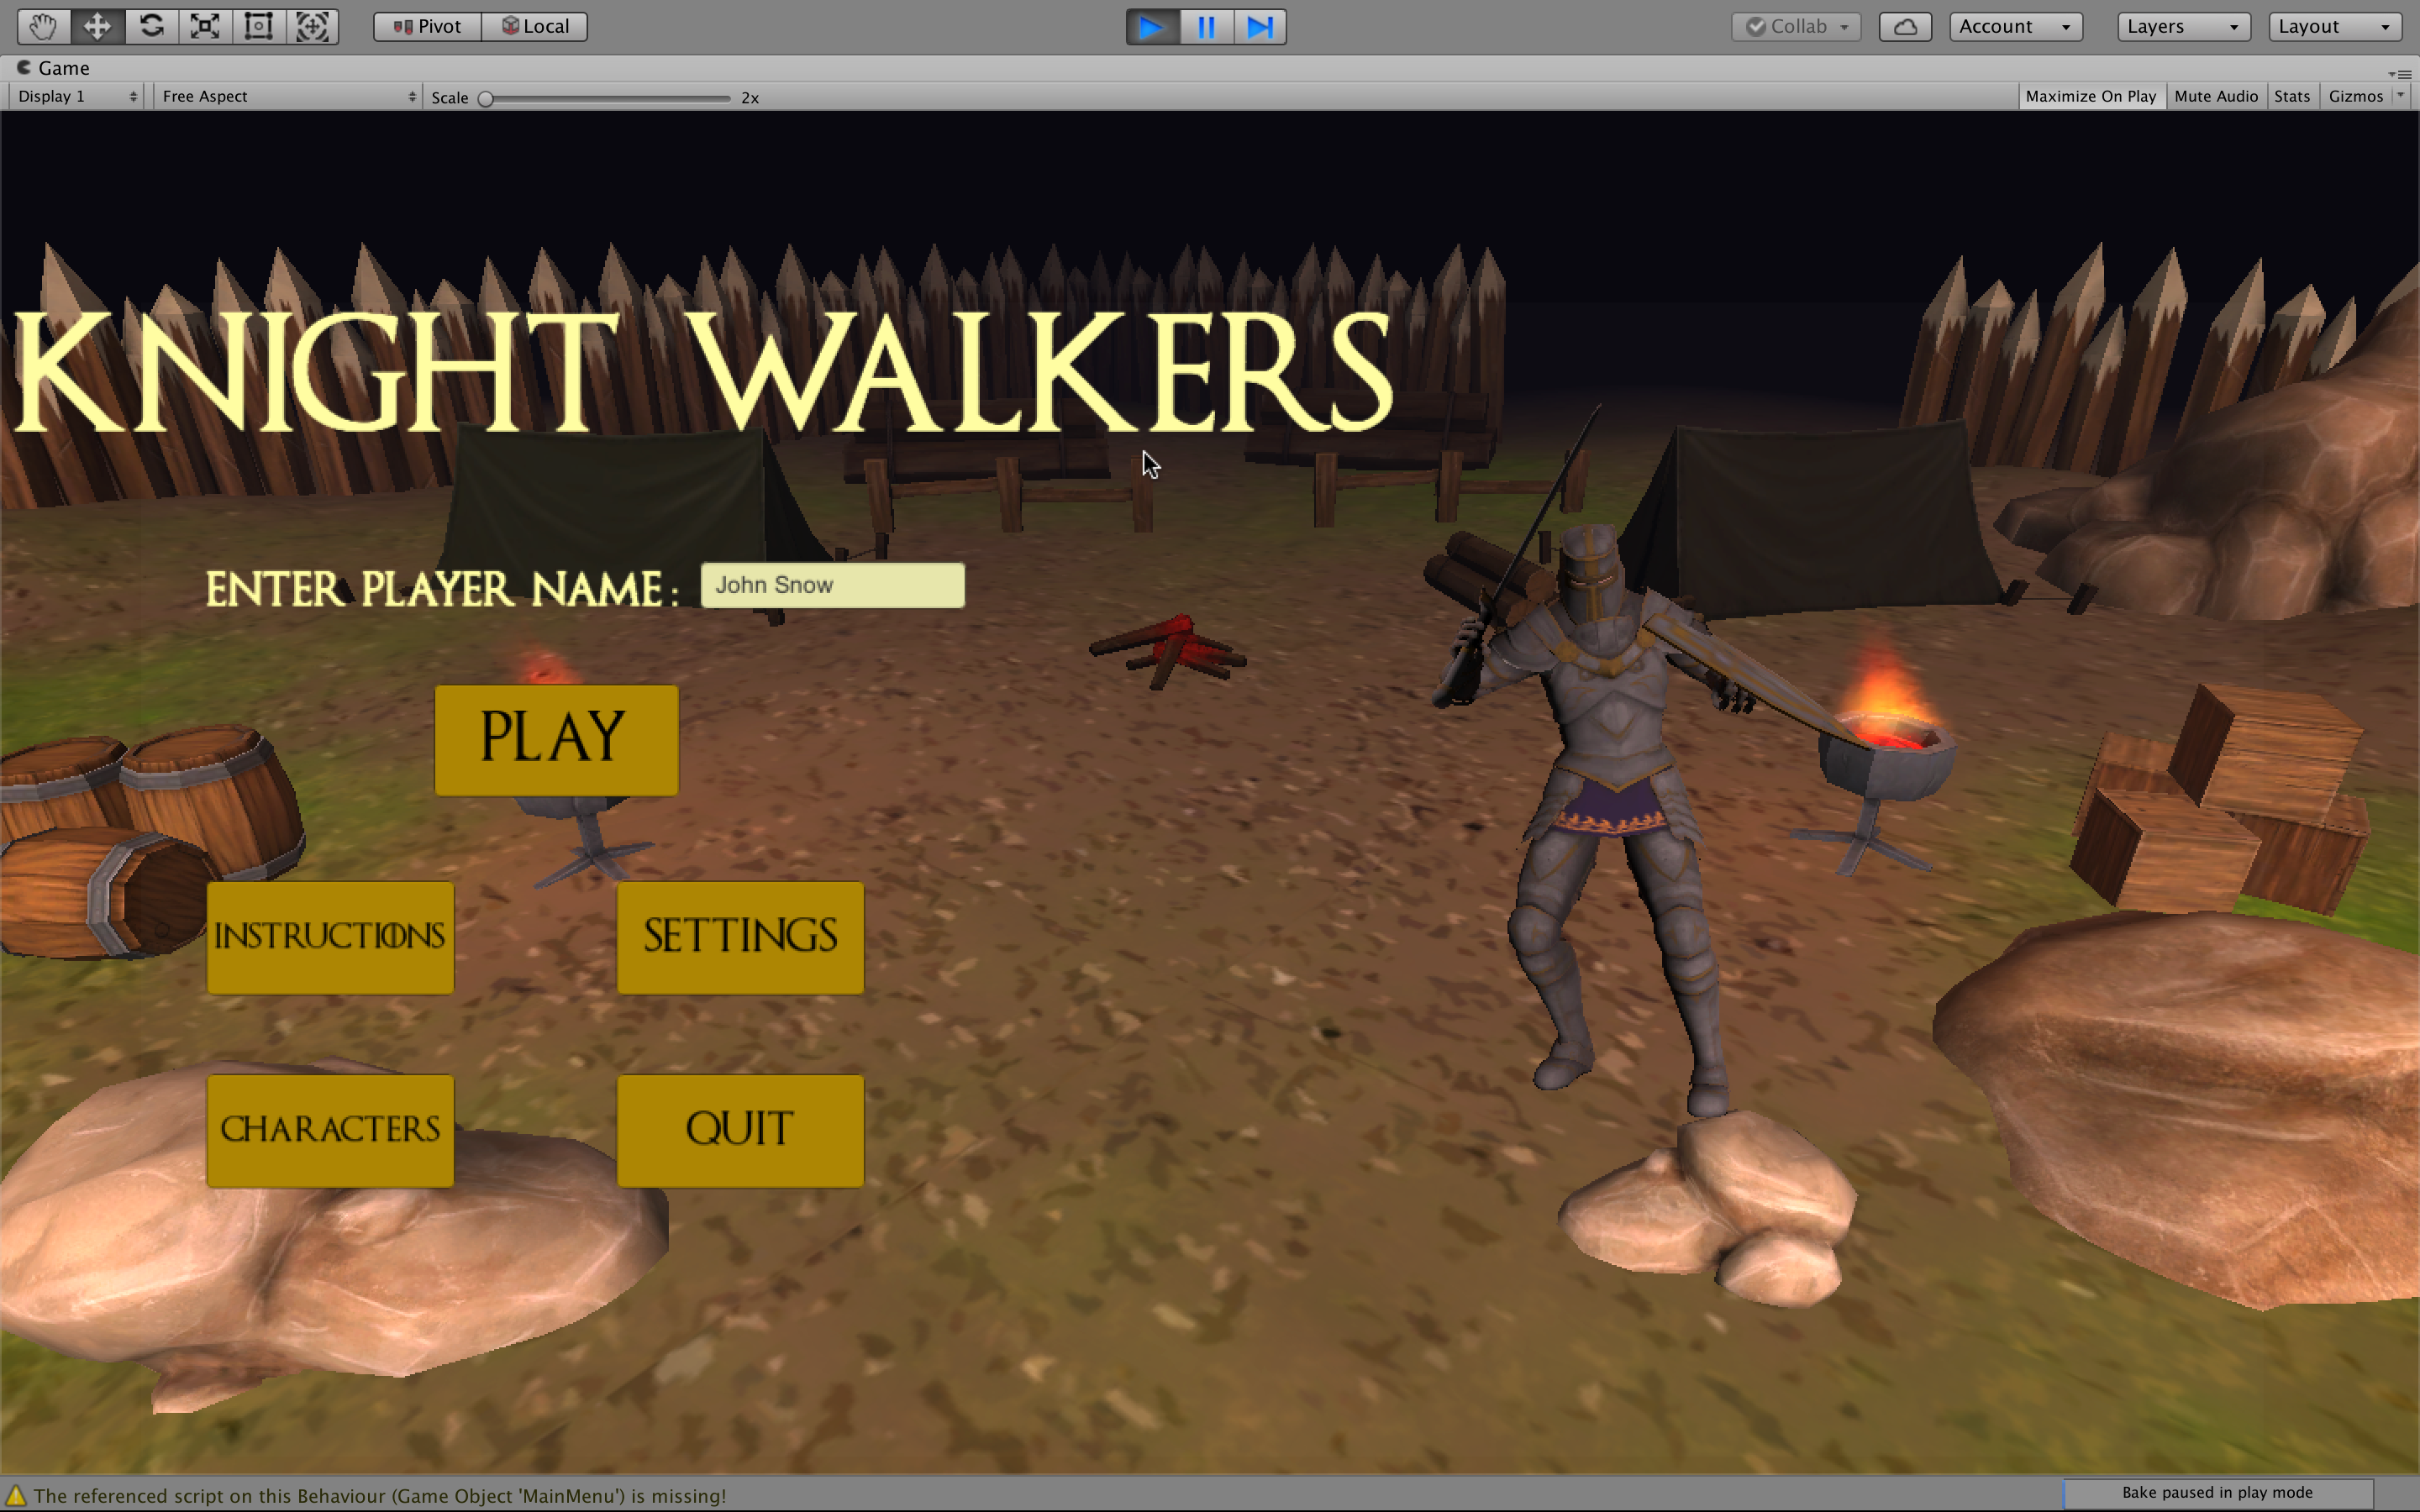 Pivot Local Collab Account Layers Layout
Game
Display 1 Free Aspect Scale 2x Maximize On Play Mute Audio Stats Gizmos
KNIGHT WALKERS
ENTER PLAYER NAME: John Snow
PLAY
INSTRUCTIONS SETTINGS
CHARACTERS QUIT
The referenced script on this Behaviour (Game Object 'MainMenu') is missing! Bake paused in play mode